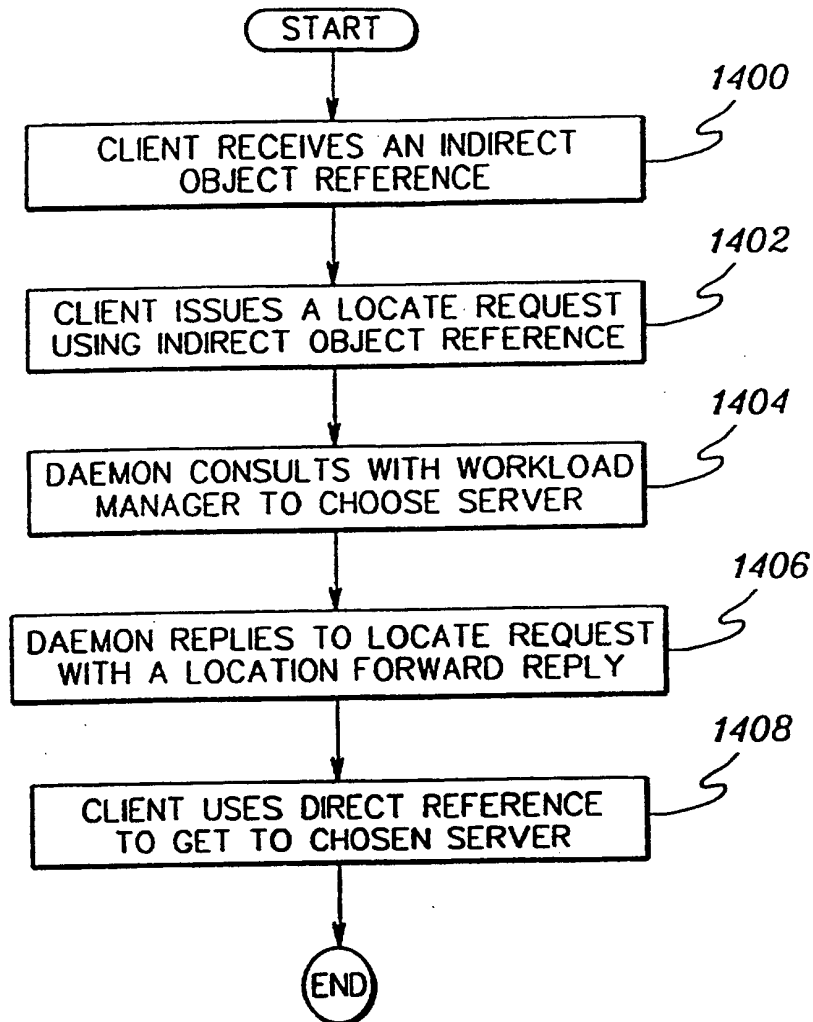 START
1400
CLIENT RECEIVES AN INDIRECT
OBJECT REFERENCE
1402
CLIENT ISSUES A LOCATE REQUEST
USING INDIRECT OBJECT REFERENCE
1404
DAEMON CONSULTS WITH WORKLOAD
MANAGER TO CHOOSE SERVER
1406
DAEMON REPLIES TO LOCATE REQUEST
WITH A LOCATION FORWARD REPLY
1408
CLIENT USES DIRECT REFERENCE
TO GET TO CHOSEN SERVER
END